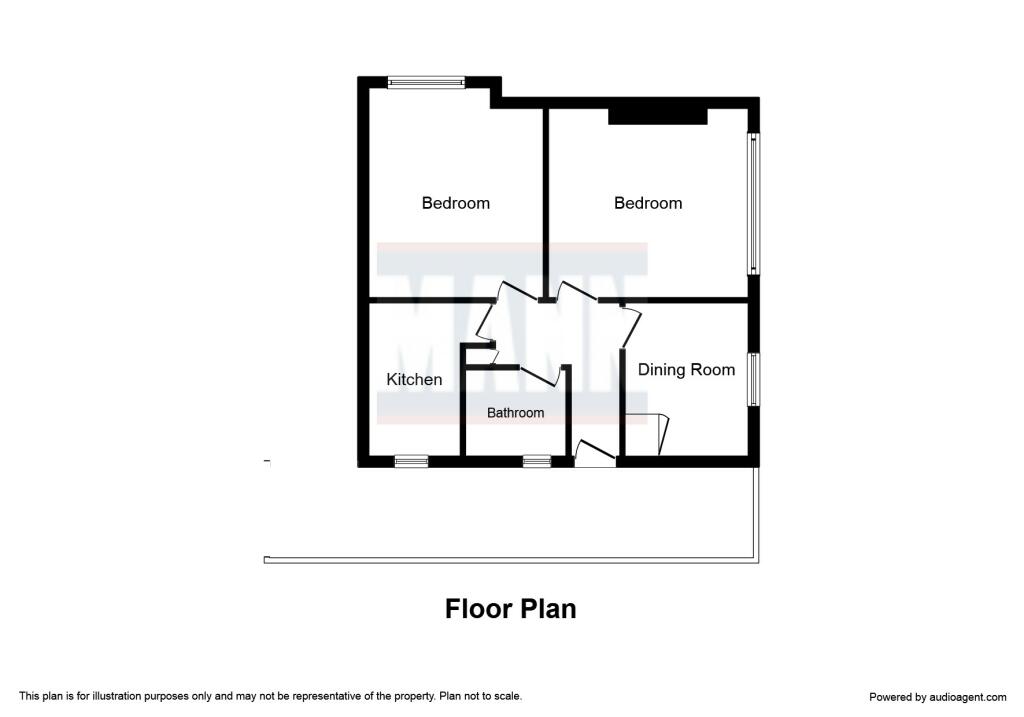 Bedroom
Bedroom
MANN
Kitchen
Dining Room
Bathroom
Floor Plan
This plan is for illustration purposes only and may not be representative of the property. Plan not to scale.
Powered by audioagent.com